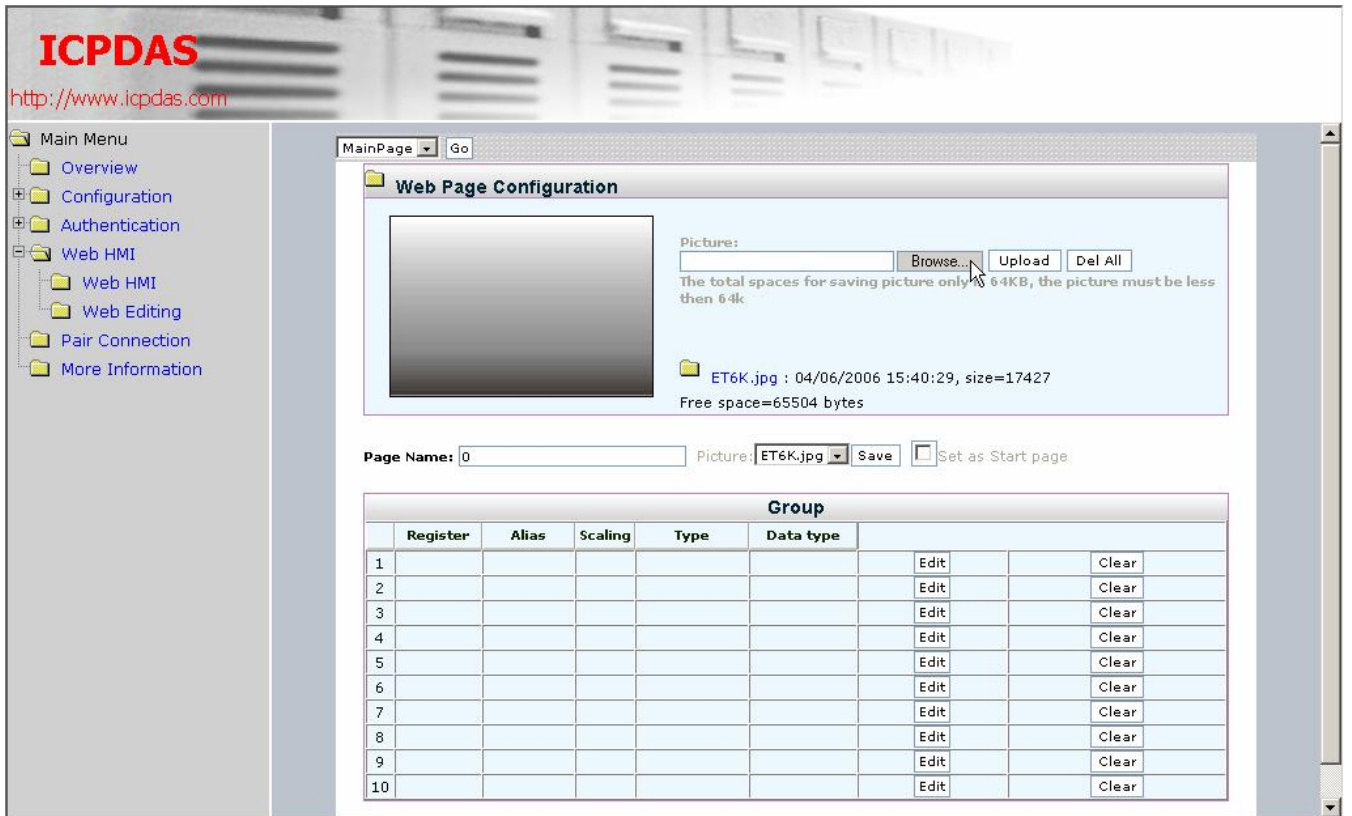 ICPDAS
http://www.icpdas.com
Main Menu
Overview
Configuration
Authentication
Web HMI
Web HMI
Web Editing
Pair Connection
More Information
MainPage Go
Web Page Configuration
Picture:
Browse... Upload Del All
The total spaces for saving picture only is 64KB, the picture must be less
then 64k
ET6K.jpg : 04/06/2006 15:40:29, size=17427
Free space=65504 bytes
Page Name: 0 Picture: ET6K.jpg Save Set as Start page
Group
Register Alias Scaling Type Data type
1 Edit Clear
2 Edit Clear
3 Edit Clear
4 Edit Clear
5 Edit Clear
6 Edit Clear
7 Edit Clear
8 Edit Clear
9 Edit Clear
10 Edit Clear